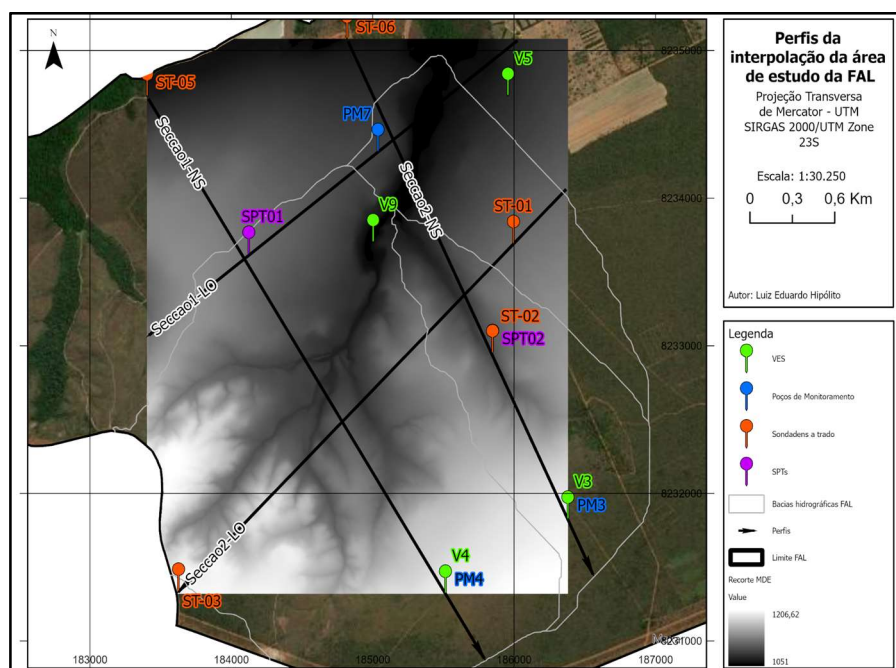 N
ST-06
8235000
ST-05
V5
PM7
Seccao1-NS
Seccao2-NS
8234000
SPT01
V9
ST-01
Seccao1-LO
ST-02
SPT02
8233000
V3
PM3
8232000
Seccao2-LO
V4
PM4
ST-03
8231000
183000
184000
185000
186000
187000
Perfis da
interpolação da área
de estudo da FAL
Projeção Transversa
de Mercator - UTM
SIRGAS 2000/UTM Zone
23S
Escala: 1:30.250
0 0,3 0,6 Km
Autor: Luiz Eduardo Hipólito
Legenda
VES
Poços de Monitoramento
Sondadens a trado
SPTs
Bacias hidrográficas FAL
Perfis
Limite FAL
Recorte MDE
Value
1206,62
1051